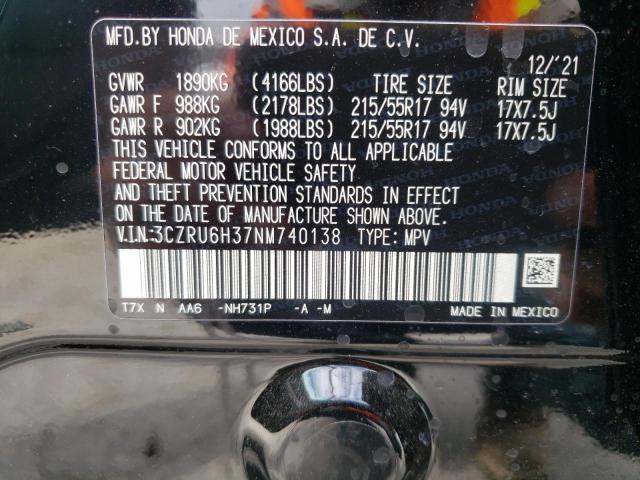 MFD.BY HONDA DE MEXICO S.A. DE C.V.
12/'21
GVWR 1890KG (4166LBS) TIRE SIZE RIM SIZE
GAWR F 988KG (2178LBS) 215/55R17 94V 17X7.5J
GAWR R 902KG (1988LBS) 215/55R17 94V 17X7.5J
THIS VEHICLE CONFORMS TO ALL APPLICABLE
FEDERAL MOTOR VEHICLE SAFETY
AND THEFT PREVENTION STANDARDS IN EFFECT
ON THE DATE OF MANUFACTURE SHOWN ABOVE.
V.I.N.:3CZRU6H37NM740138 TYPE: MPV
T7X N AA6 -NH731P -A -M
MADE IN MEXICO